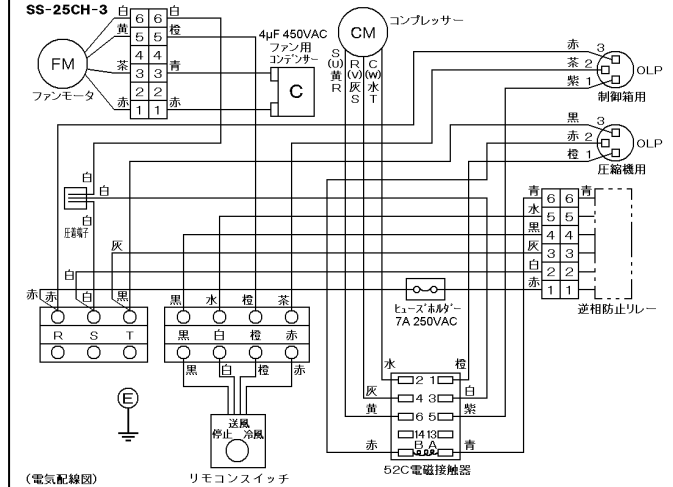 SS-25CH-3
白 6 6 白
黄 5 5 橙
4 4
茶 3 3 青
2 2
赤 1 1 赤
FM
ファンモータ
4μF 450VAC
ファン用
コンデンサー
C
CM
コンプレッサー
S(U)黄R
R(V)灰S
C(W)水T
赤 3
茶 2
紫 1
OLP
制御箱用
黒 3
赤 2
橙 1
OLP
圧縮機用
白
白
白
圧着端子
灰
白
青 6 6 青
水 5 5
黒 4 4
灰 3 3
白 2 2
赤 1 1
逆相防止リレー
ヒューズホルダー
7A 250VAC
赤 赤 白 黒
R S T
黒 水 橙 茶
黒 白 橙 赤
黒 白 橙 赤
送風
停止 冷風
リモコンスイッチ
E
水 橙
2 1
灰 4 3 白
黄 6 5 紫
14 13
赤 B A 青
52C電磁接触器
(電気配線図)